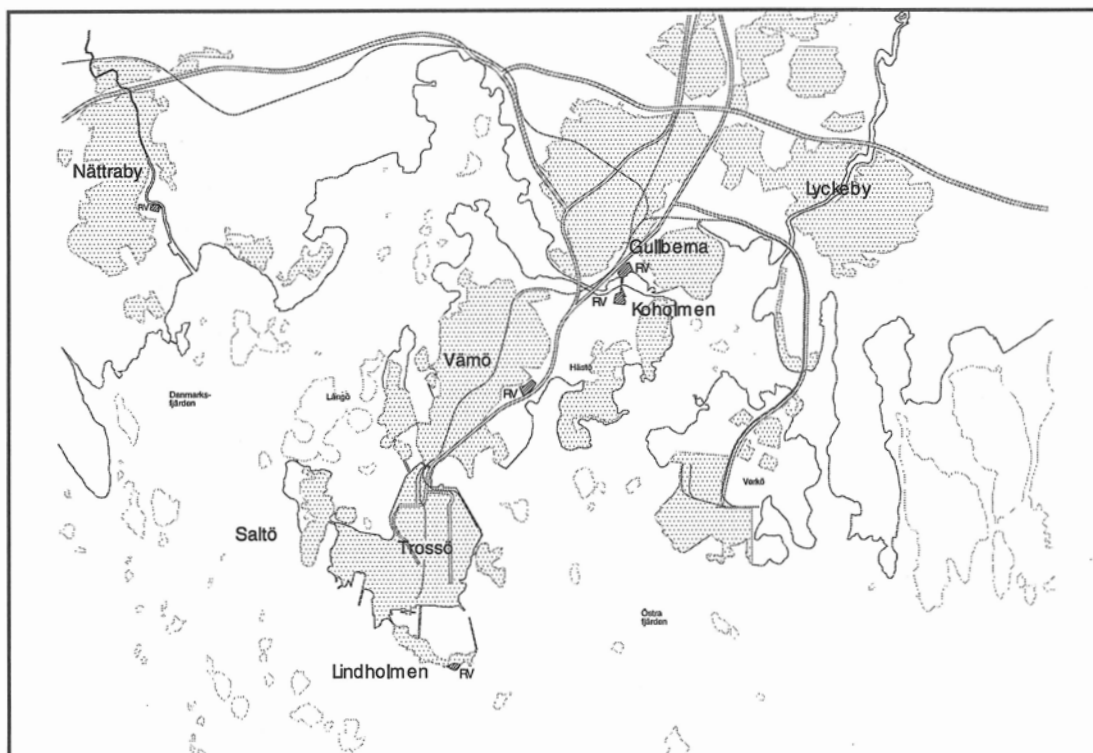 Nättraby
RV
Lyckeby
Gullberna
RV
RV
Koholmen
Vämö
Hästö
RV
Danmarks-
fjärden
Långö
Verkö
Saltö
Trossö
Östra
fjärden
Lindholmen
RV